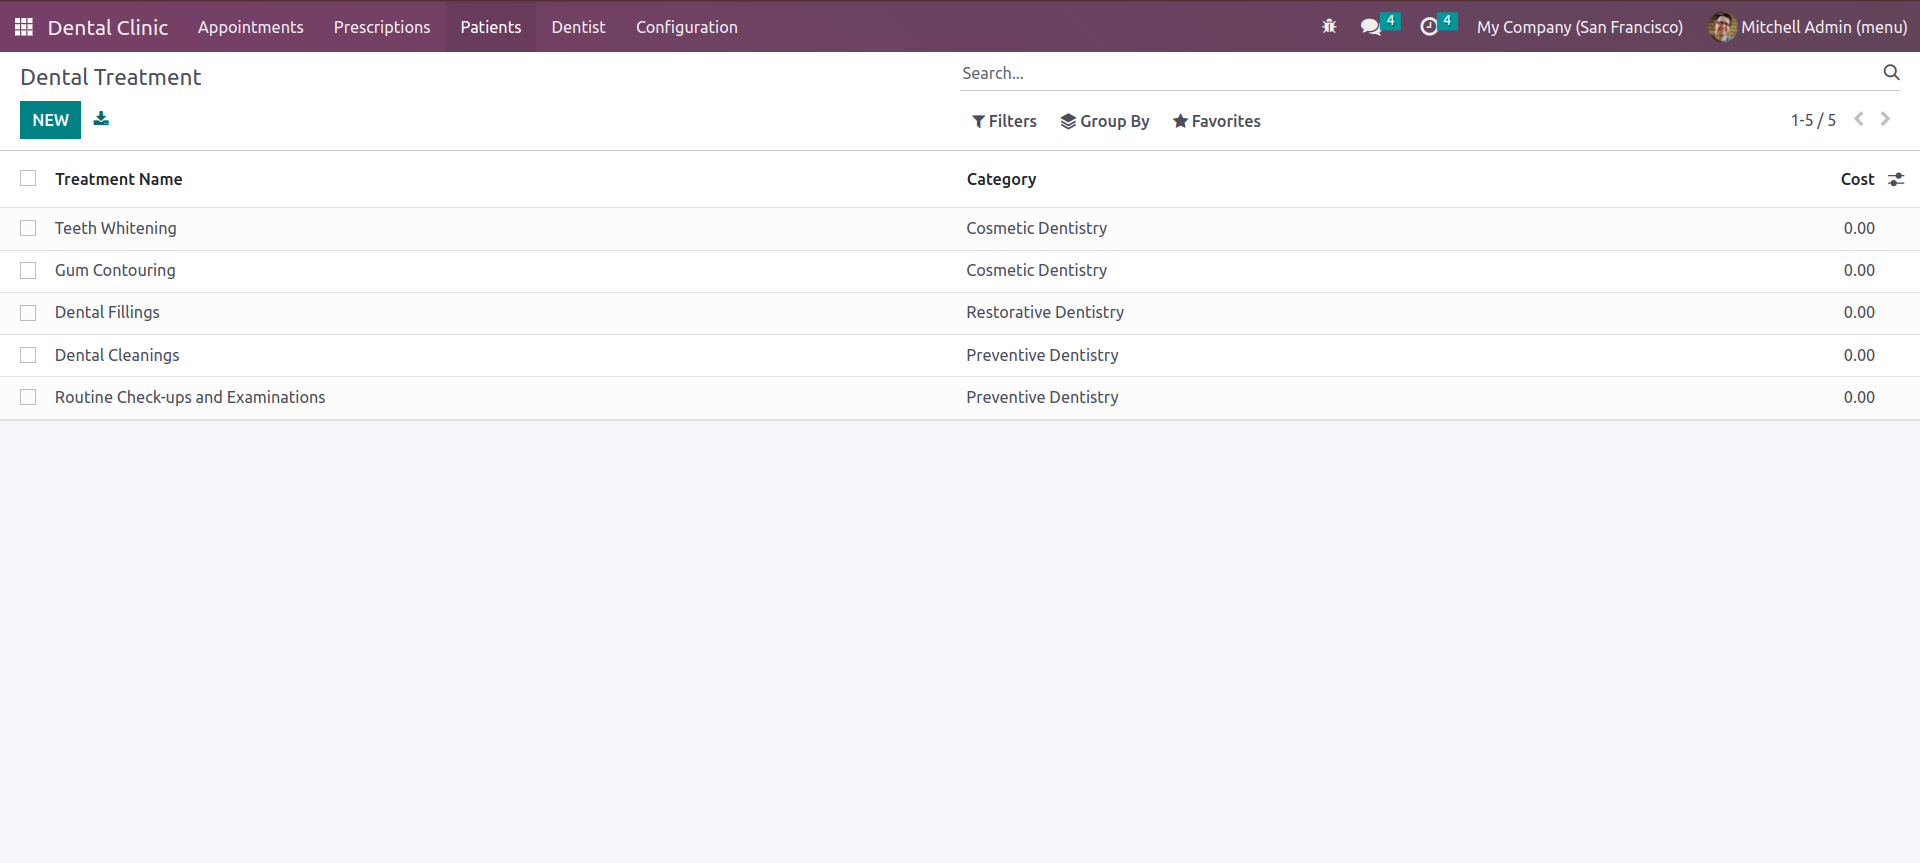 Dental Clinic Appointments Prescriptions Patients Dentist Configuration 4 4 My Company (San Francisco) Mitchell Admin (menu)
Dental Treatment Search...
NEW Filters Group By Favorites 1-5 / 5
Treatment Name Category Cost
Teeth Whitening Cosmetic Dentistry 0.00
Gum Contouring Cosmetic Dentistry 0.00
Dental Fillings Restorative Dentistry 0.00
Dental Cleanings Preventive Dentistry 0.00
Routine Check-ups and Examinations Preventive Dentistry 0.00